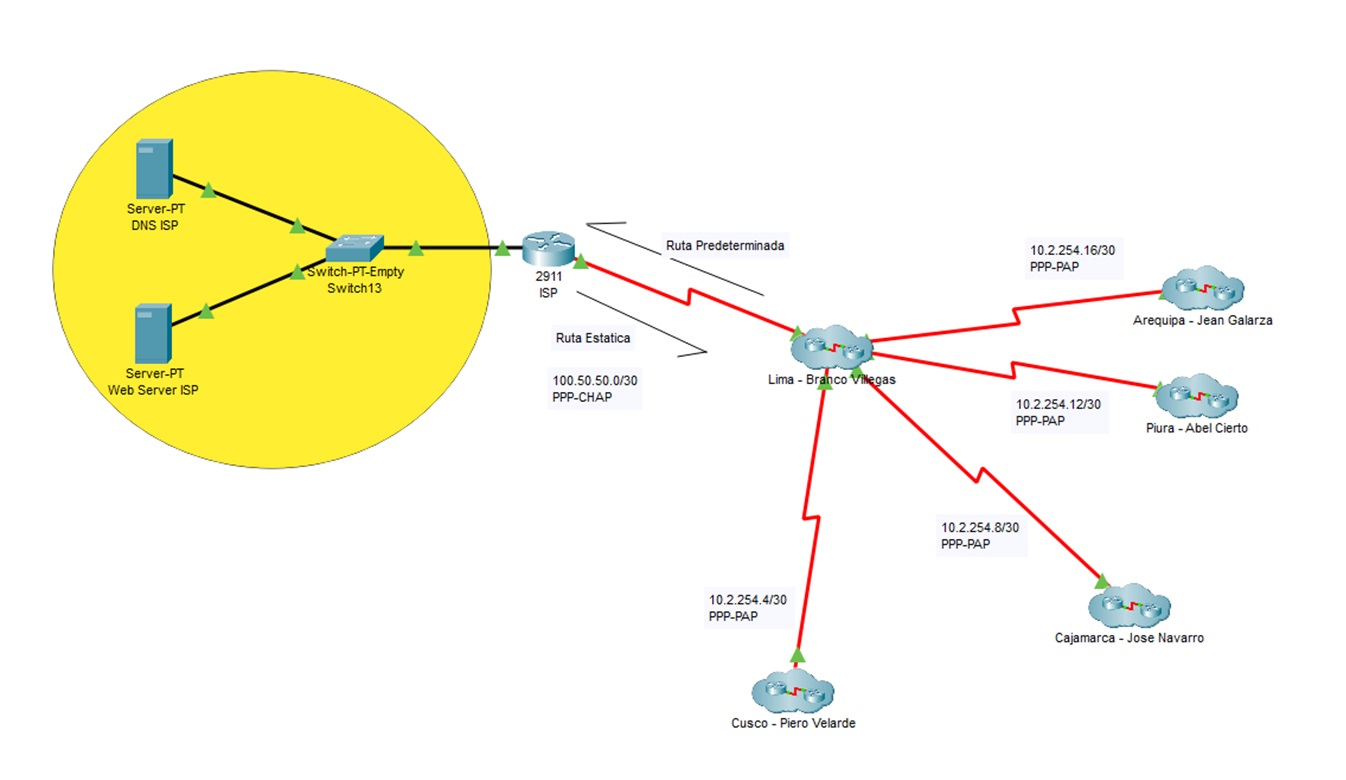 Server-PT
DNS ISP
Switch-PT-Empty
Switch13
Server-PT
Web Server ISP
2911
ISP
Ruta Predeterminada
Ruta Estatica
100.50.50.0/30
PPP-CHAP
Lima - Branco Villegas
10.2.254.16/30
PPP-PAP
Arequipa - Jean Galarza
10.2.254.12/30
PPP-PAP
Piura - Abel Cierto
10.2.254.8/30
PPP-PAP
Cajamarca - Jose Navarro
10.2.254.4/30
PPP-PAP
Cusco - Piero Velarde